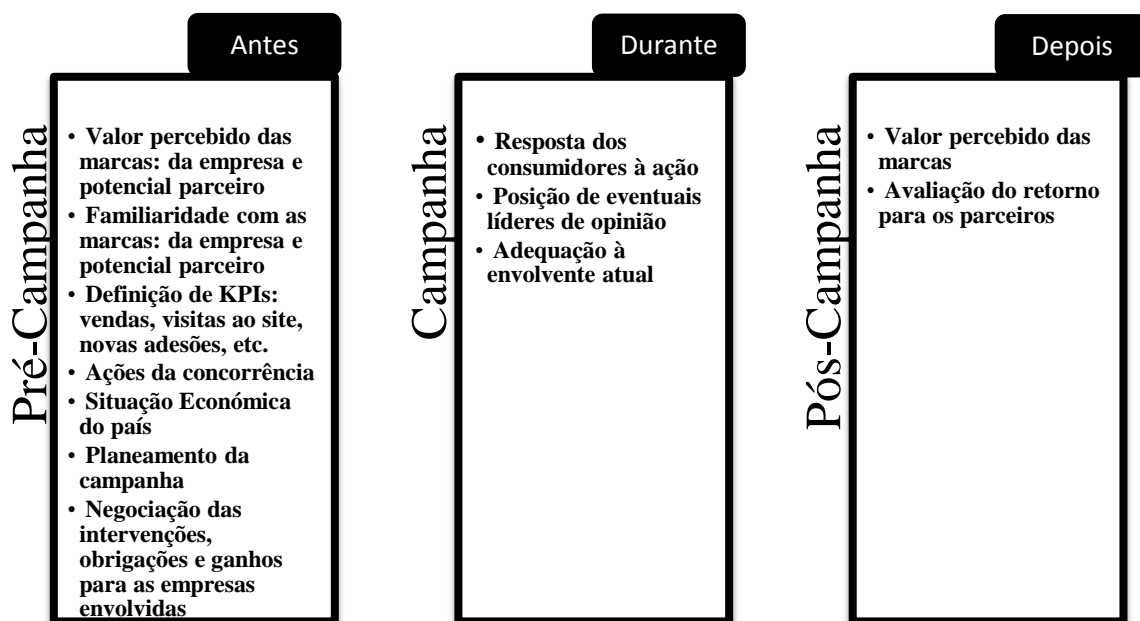 Antes
Pré-Campanha
• Valor percebido das
marcas: da empresa e
potencial parceiro
• Familiaridade com as
marcas: da empresa e
potencial parceiro
• Definição de KPIs:
vendas, visitas ao site,
novas adesões, etc.
• Ações da concorrência
• Situação Económica
do país
• Planeamento da
campanha
• Negociação das
intervenções,
obrigações e ganhos
para as empresas
envolvidas
Durante
Campanha
• Resposta dos
consumidores à ação
• Posição de eventuais
líderes de opinião
• Adequação à
envolvente atual
Depois
Pós-Campanha
• Valor percebido das
marcas
• Avaliação do retorno
para os parceiros